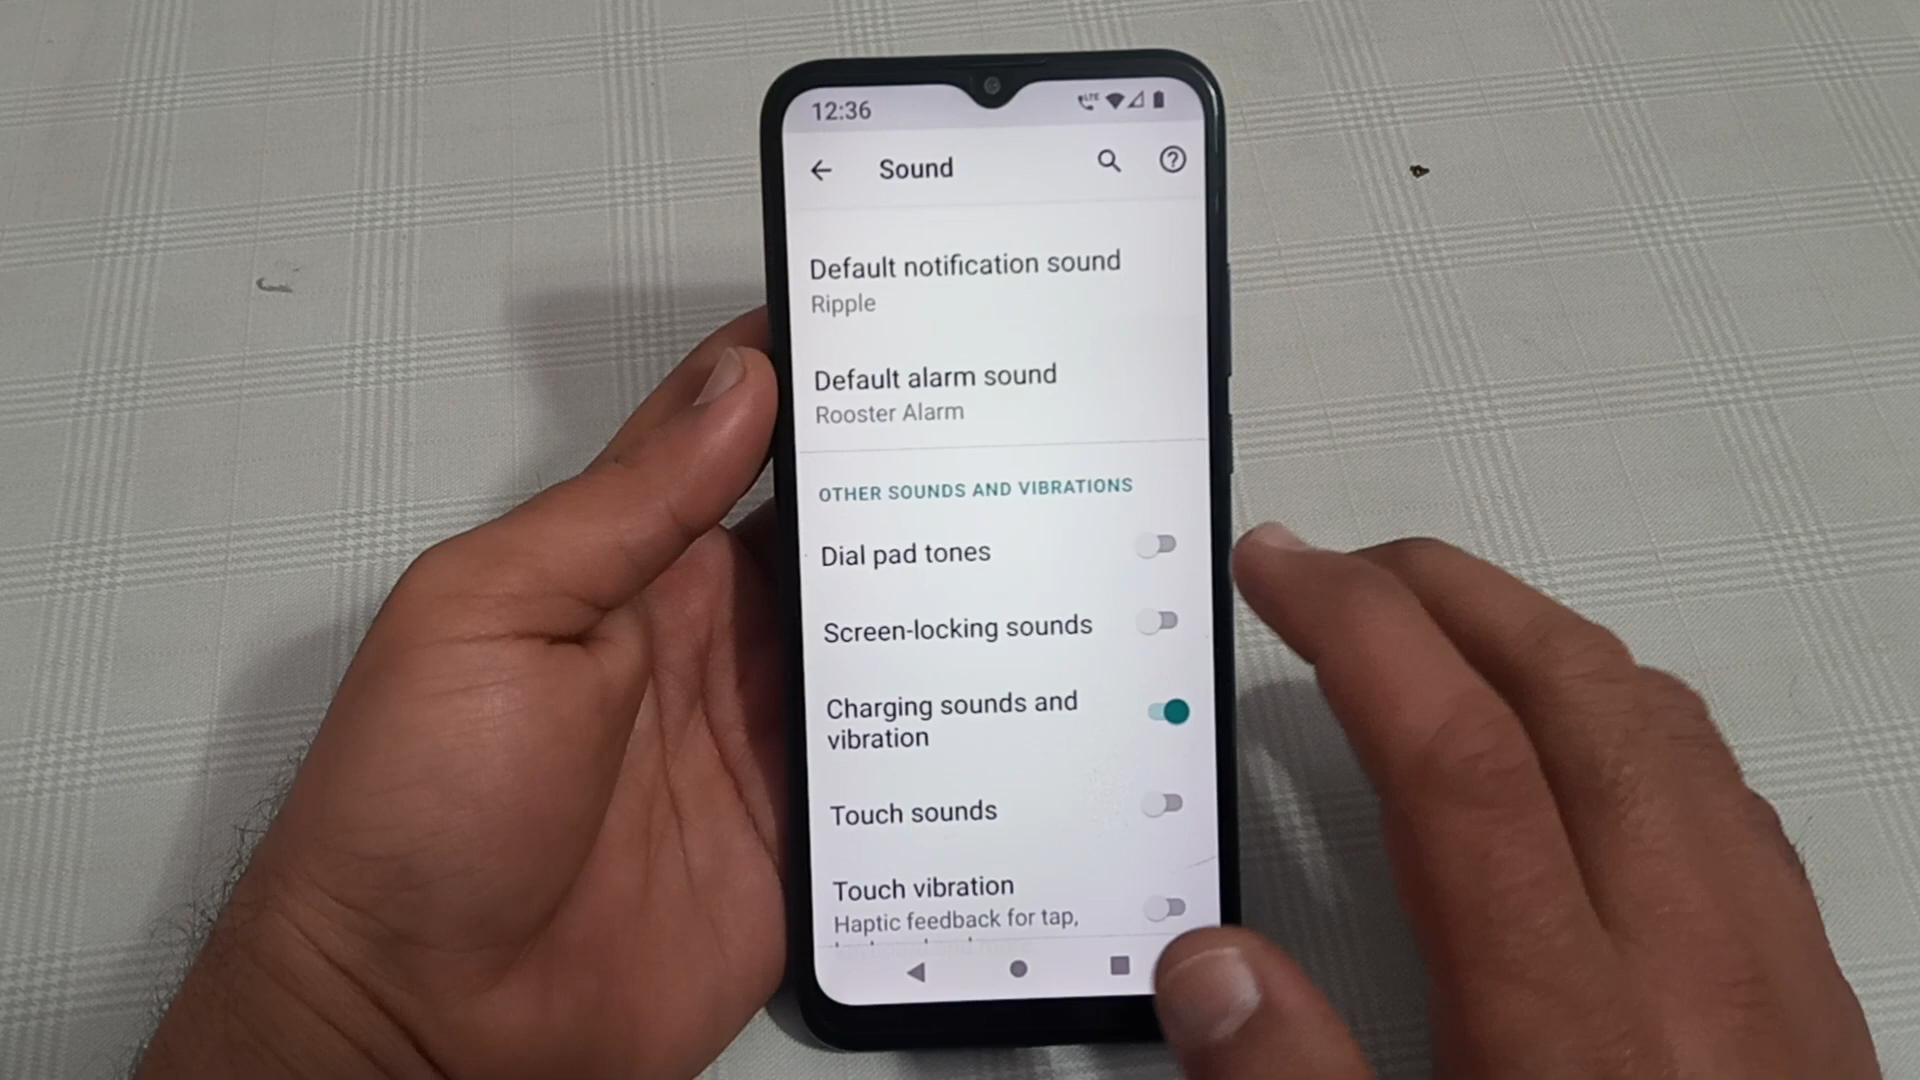 12:36
LTE
Sound
Default notification sound
Ripple
Default alarm sound
Rooster Alarm
OTHER SOUNDS AND VIBRATIONS
Dial pad tones
Screen-locking sounds
Charging sounds and
vibration
Touch sounds
Touch vibration
Haptic feedback for tap,